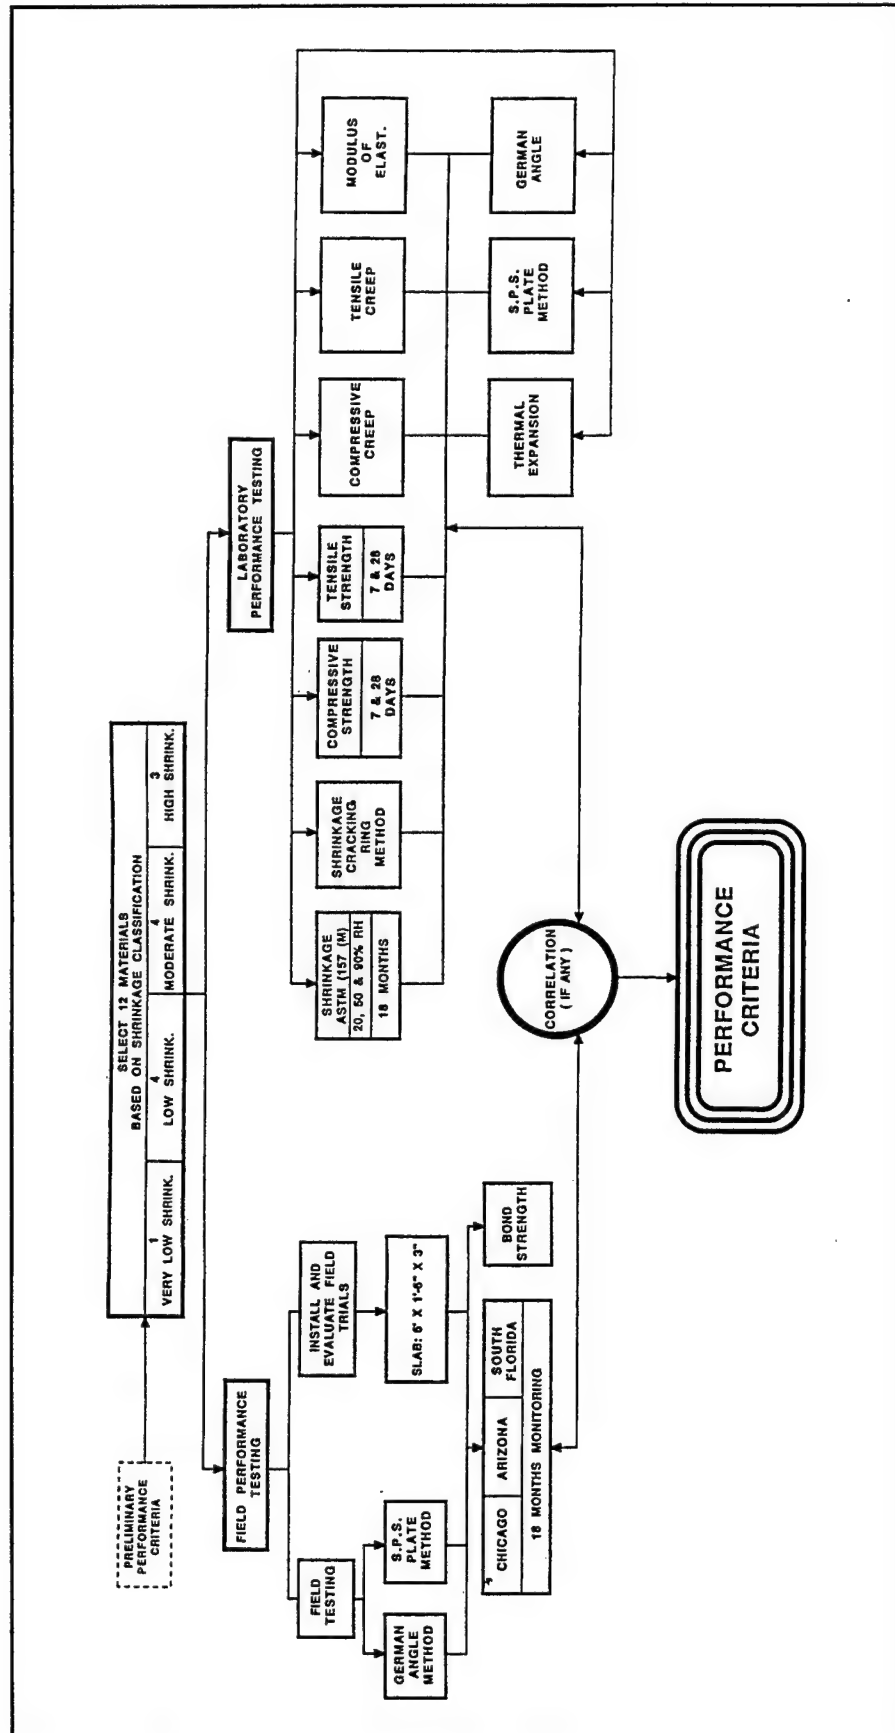 PRELIMINARY
PERFORMANCE
CRITERIA
SELECT 12 MATERIALS
BASED ON SHRINKAGE CLASSIFICATION
1
VERY LOW SHRINK.
4
LOW SHRINK.
4
MODERATE SHRINK.
3
HIGH SHRINK.
FIELD PERFORMANCE
TESTING
LABORATORY
PERFORMANCE TESTING
FIELD
TESTING
INSTALL AND
EVALUATE FIELD
TRIALS
GERMAN
ANGLE
METHOD
S.P.S.
PLATE
METHOD
SLAB: 6' X 1'-6" X 3"
CHICAGO
ARIZONA
SOUTH
FLORIDA
18 MONTHS MONITORING
BOND
STRENGTH
SHRINKAGE
ASTM (157 (M)
20, 50 & 90% RH
18 MONTHS
SHRINKAGE
CRACKING
RING
METHOD
COMPRESSIVE
STRENGTH
7 & 28
DAYS
TENSILE
STRENGTH
7 & 28
DAYS
COMPRESSIVE
CREEP
TENSILE
CREEP
MODULUS
OF
ELAST.
THERMAL
EXPANSION
S.P.S.
PLATE
METHOD
GERMAN
ANGLE
CORRELATION
( IF ANY )
PERFORMANCE
CRITERIA